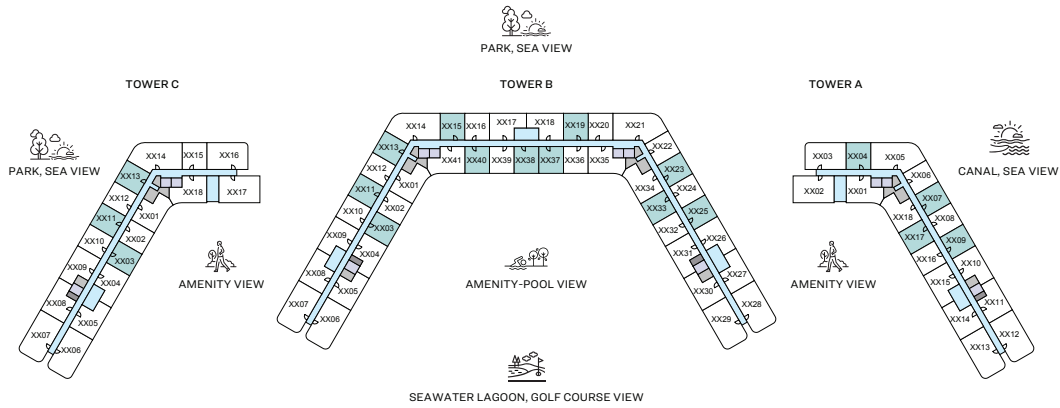 PARK, SEA VIEW
TOWER C
TOWER B
TOWER A
PARK, SEA VIEW
CANAL, SEA VIEW
XX14
XX15
XX16
XX13
XX12
XX11
XX10
XX09
XX08
XX07
XX06
XX05
XX04
XX03
XX02
XX01
XX18
XX17
AMENITY VIEW
XX14
XX15
XX16
XX17
XX18
XX19
XX20
XX21
XX13
XX12
XX11
XX10
XX09
XX08
XX07
XX06
XX04
XX03
XX02
XX01
XX41
XX40
XX39
XX38
XX37
XX36
XX35
XX22
XX23
XX24
XX25
XX26
XX27
XX28
XX29
XX30
XX31
XX32
XX33
XX34
AMENITY-POOL VIEW
XX03
XX04
XX05
XX02
XX01
XX06
XX07
XX08
XX09
XX10
XX11
XX12
XX13
XX14
XX15
XX16
XX17
XX18
AMENITY VIEW
SEAWATER LAGOON, GOLF COURSE VIEW